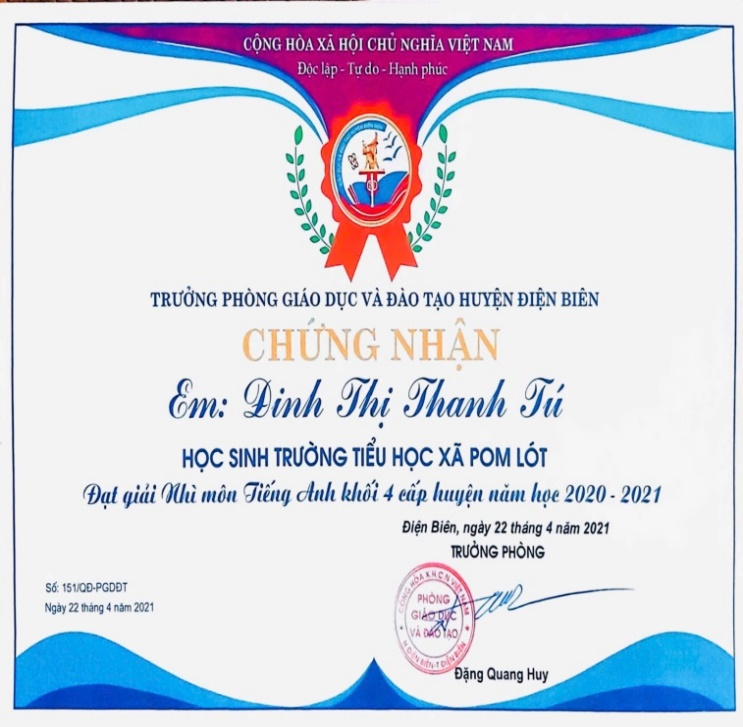 CỘNG HÒA XÃ HỘI CHỦ NGHĨA VIỆT NAM
Độc lập - Tự do - Hạnh phúc
TRƯỞNG PHÒNG GIÁO DỤC VÀ ĐÀO TẠO HUYỆN ĐIỆN BIÊN
CHỨNG NHẬN
Em: Đinh Thị Thanh Tú
HỌC SINH TRƯỜNG TIỂU HỌC XÃ POM LÓT
Đạt giải Nhì môn Tiếng Anh khối 4 cấp huyện năm học 2020 - 2021
Điện Biên, ngày 22 tháng 4 năm 2021
TRƯỞNG PHÒNG
Số: 151/QĐ-PGDĐT
Ngày 22 tháng 4 năm 2021
CỘNG HÒA X.H.C.N VIỆT NAM
PHÒNG
GIÁO DỤC
VÀ ĐÀO TẠO
H.ĐIỆN BIÊN-T.ĐIỆN BIÊN
Đặng Quang Huy